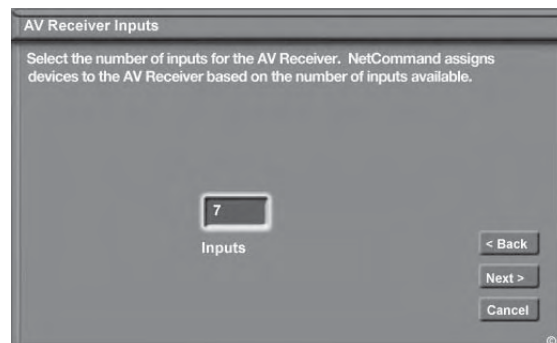 AV Receiver Inputs
Select the number of inputs for the AV Receiver.  NetCommand assigns
devices to the AV Receiver based on the number of inputs available.
7
Inputs
< Back
Next >
Cancel
©